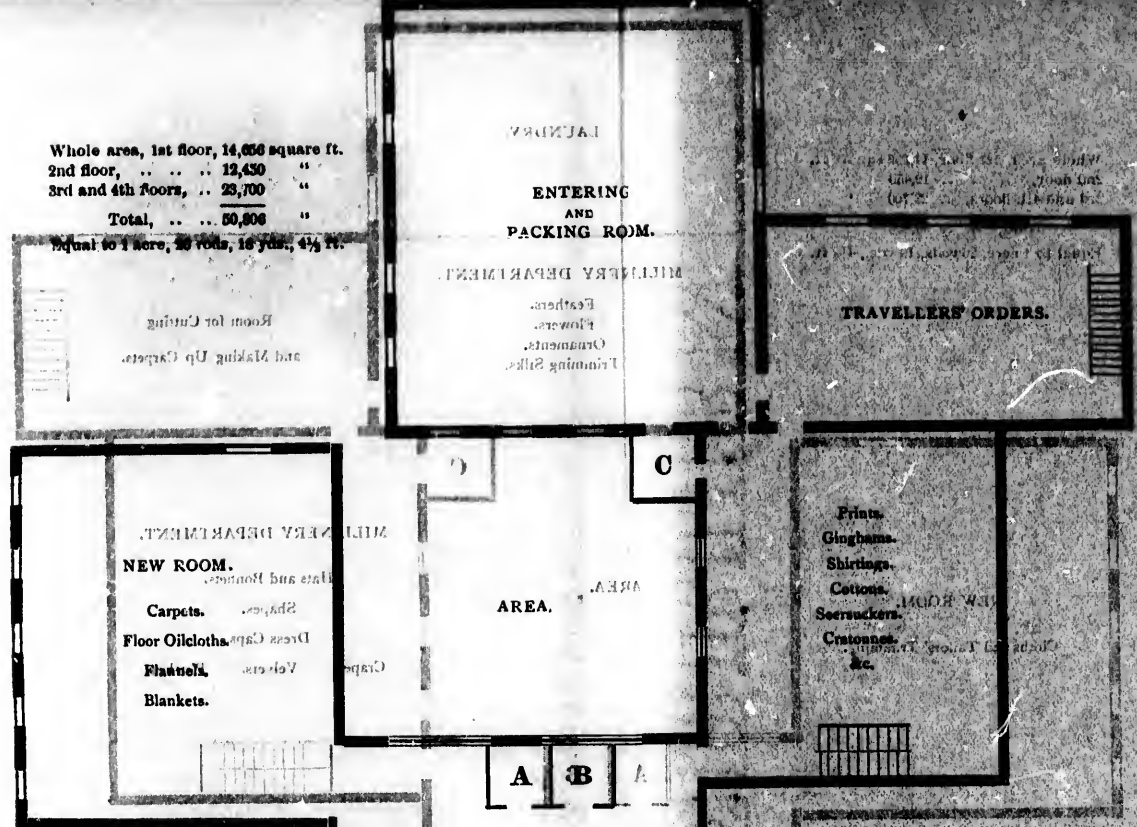 Whole area, 1st floor, 14,656 square ft.
2nd floor, .. .. .. 12,450 "
3rd and 4th floors, .. 23,700 "
Total, .. .. 50,806 "
Equal to 1 acre, rods, 18 yds., 4½ ft.
LAUNDRY.
ENTERING
AND
PACKING ROOM.
MILLINERY DEPARTMENT.
Feathers.
Flowers.
Ornaments.
Trimming Silks.
Room for Cutting
and Making Up Carpets.
TRAVELLERS' ORDERS.
C
C
MILLINERY DEPARTMENT.
Hats and Bonnets.
Shapes.
Dress Caps
Crape Velvets.
NEW ROOM.
Carpets.
Floor Oilcloths.
Flannels.
Blankets.
AREA.
AREA.
Prints.
Ginghams.
Shirtings.
Cottons.
Seersuckers.
Cretonnes.
&c.
NEW ROOM.
A
B
A